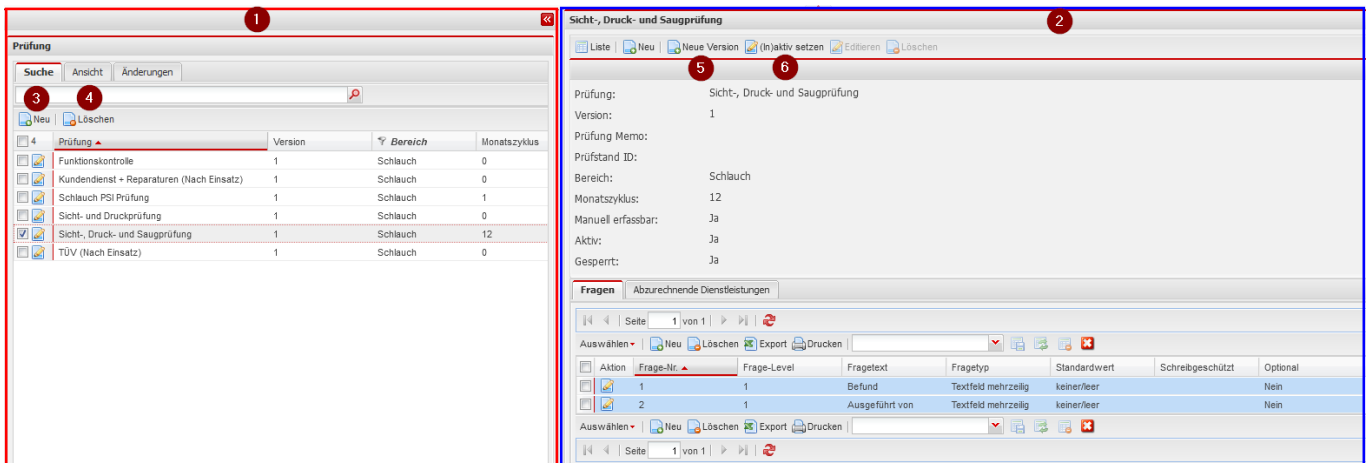 1
Prüfung
Suche Ansicht Änderungen
3 4
Neu Löschen
4 Prüfung Version Bereich Monatszyklus
Funktionskontrolle 1 Schlauch 0
Kundendienst + Reparaturen (Nach Einsatz) 1 Schlauch 0
Schlauch PSI Prüfung 1 Schlauch 1
Sicht- und Druckprüfung 1 Schlauch 0
Sicht-, Druck- und Saugprüfung 1 Schlauch 12
TÜV (Nach Einsatz) 1 Schlauch 0
Sicht-, Druck- und Saugprüfung 2
Liste Neu Neue Version (In)aktiv setzen Editieren Löschen
5 6
Prüfung: Sicht-, Druck- und Saugprüfung
Version: 1
Prüfung Memo:
Prüfstand ID:
Bereich: Schlauch
Monatszyklus: 12
Manuell erfassbar: Ja
Aktiv: Ja
Gesperrt: Ja
Fragen Abzurechnende Dienstleistungen
Seite 1 von 1
Auswählen Neu Löschen Export Drucken
Aktion Frage-Nr. Frage-Level Fragetext Fragetyp Standardwert Schreibgeschützt Optional
1 1 Befund Textfeld mehrzeilig keiner/leer Nein
2 1 Ausgeführt von Textfeld mehrzeilig keiner/leer Nein
Auswählen Neu Löschen Export Drucken
Seite 1 von 1